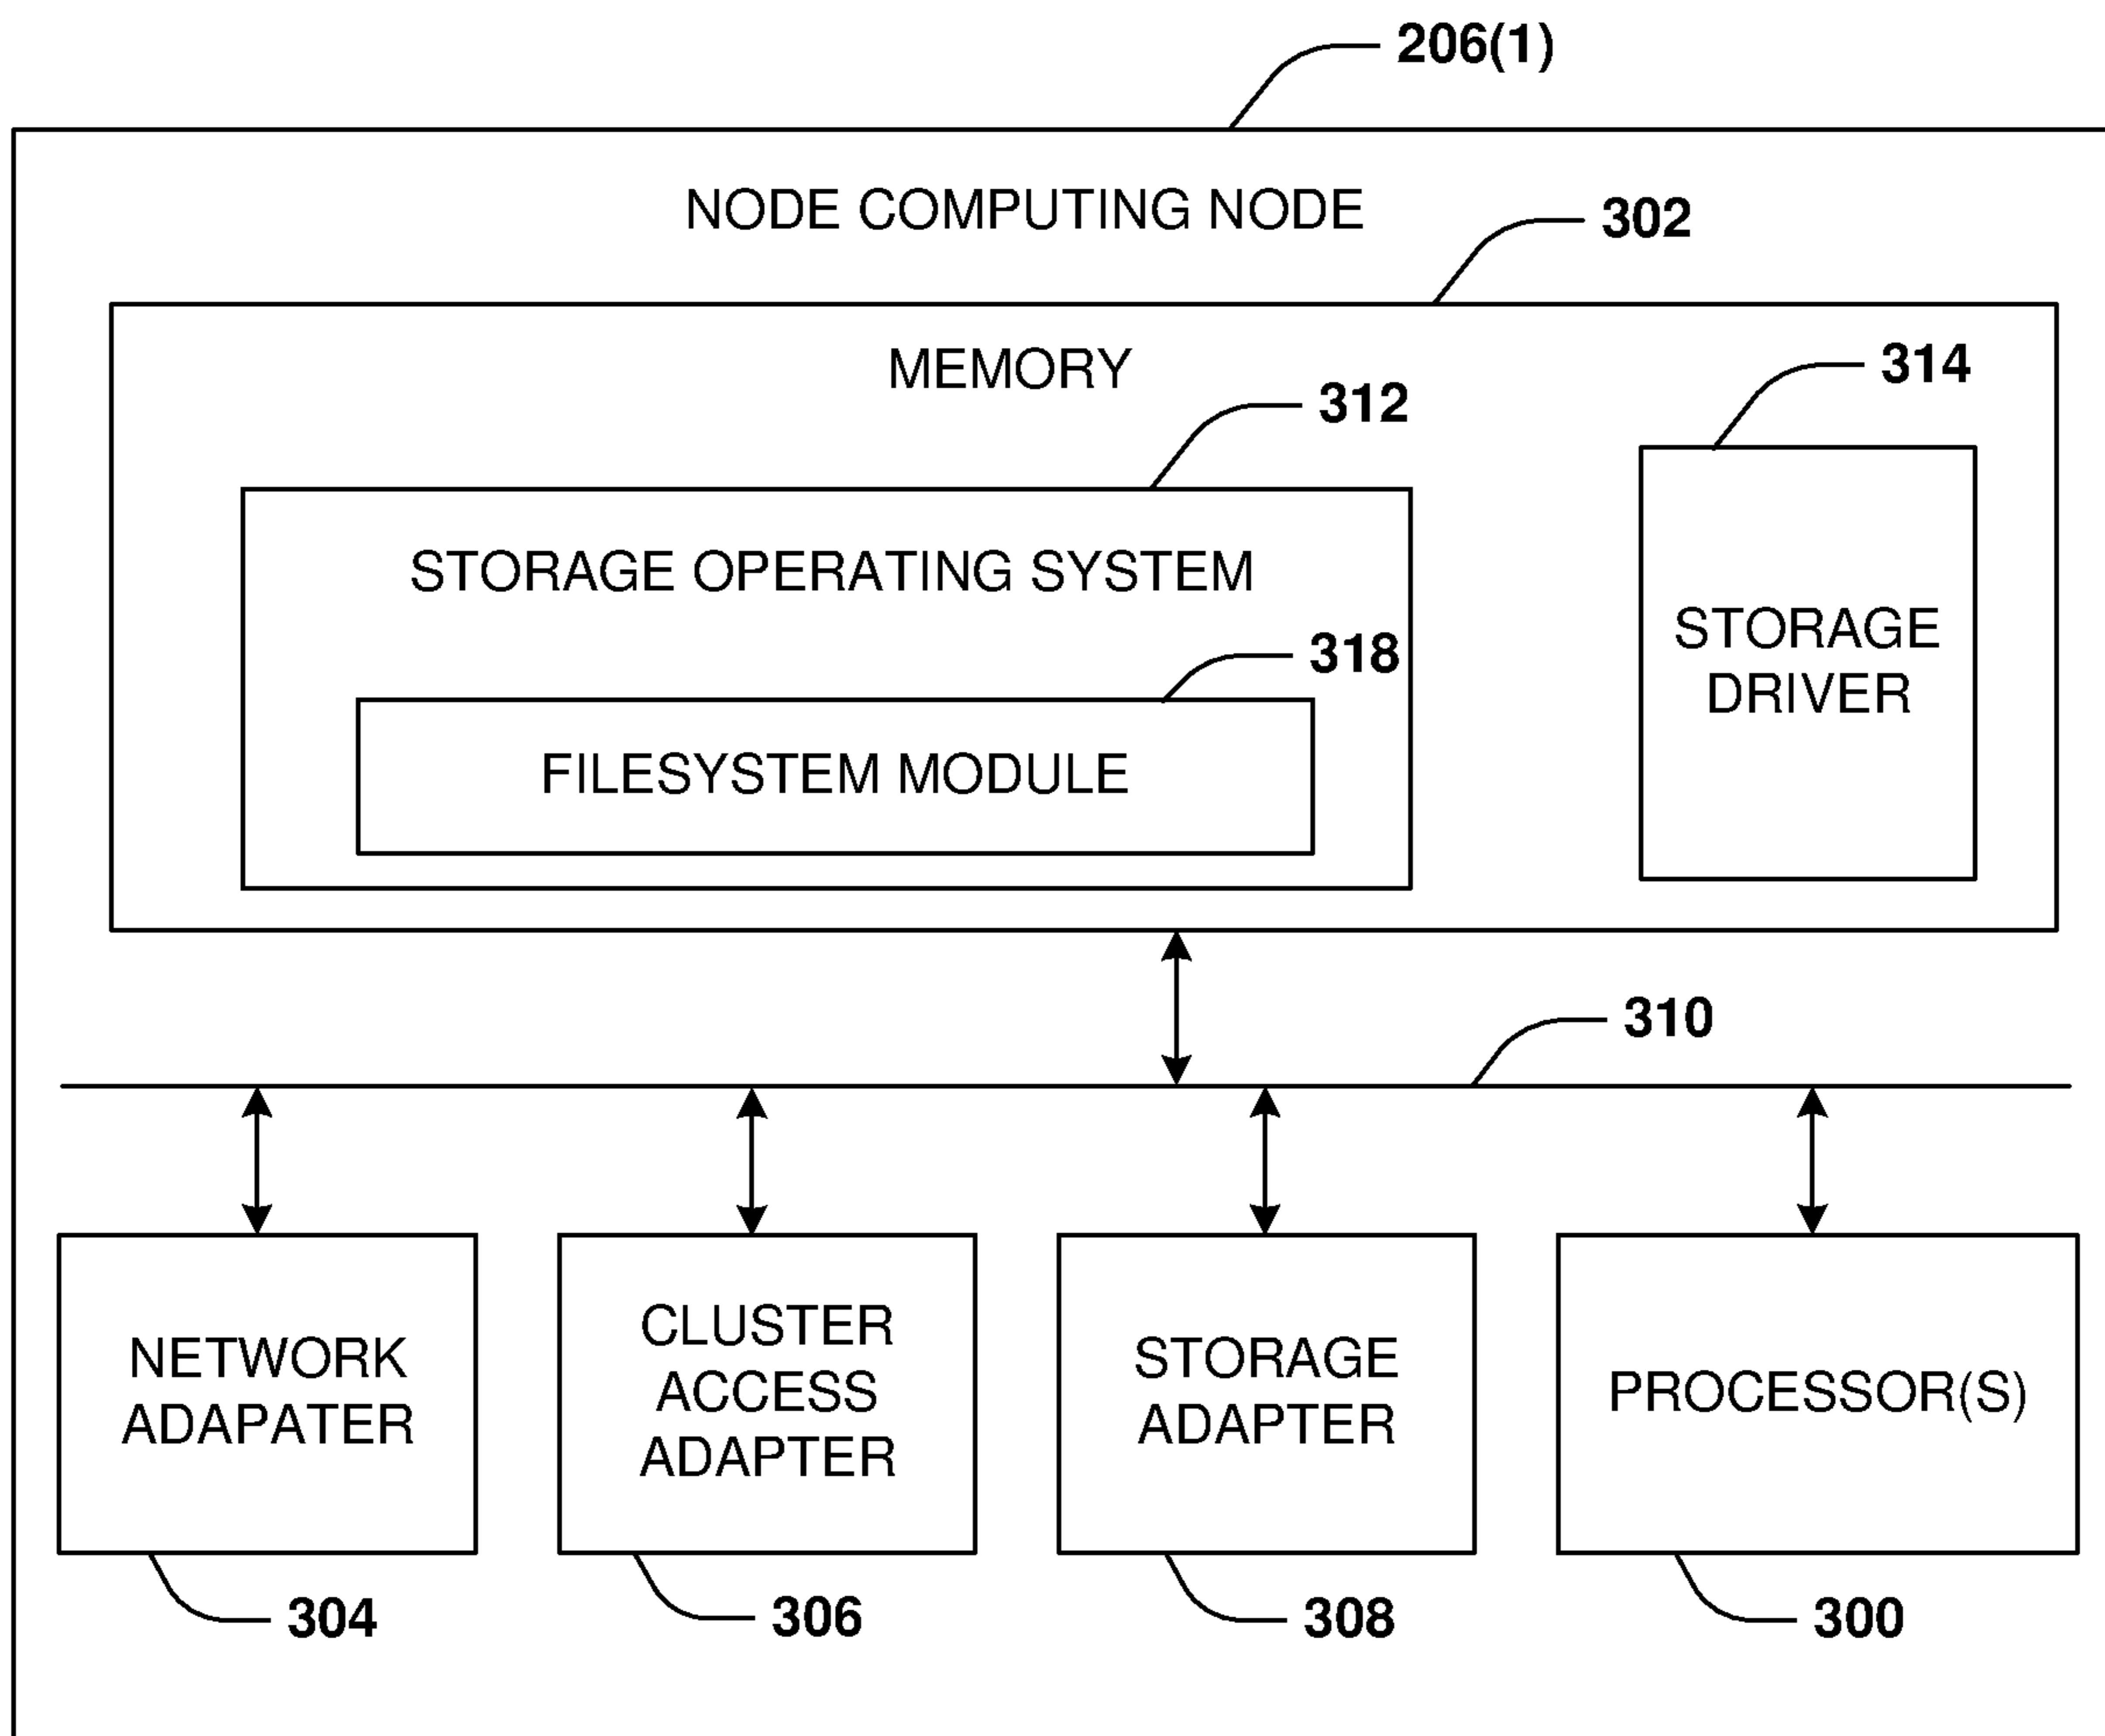 206(1)
NODE COMPUTING NODE
302
MEMORY
314
312
STORAGE OPERATING SYSTEM
STORAGE
DRIVER
318
FILESYSTEM MODULE
310
NETWORK
ADAPATER
CLUSTER
ACCESS
ADAPTER
STORAGE
ADAPTER
PROCESSOR(S)
304
306
308
300